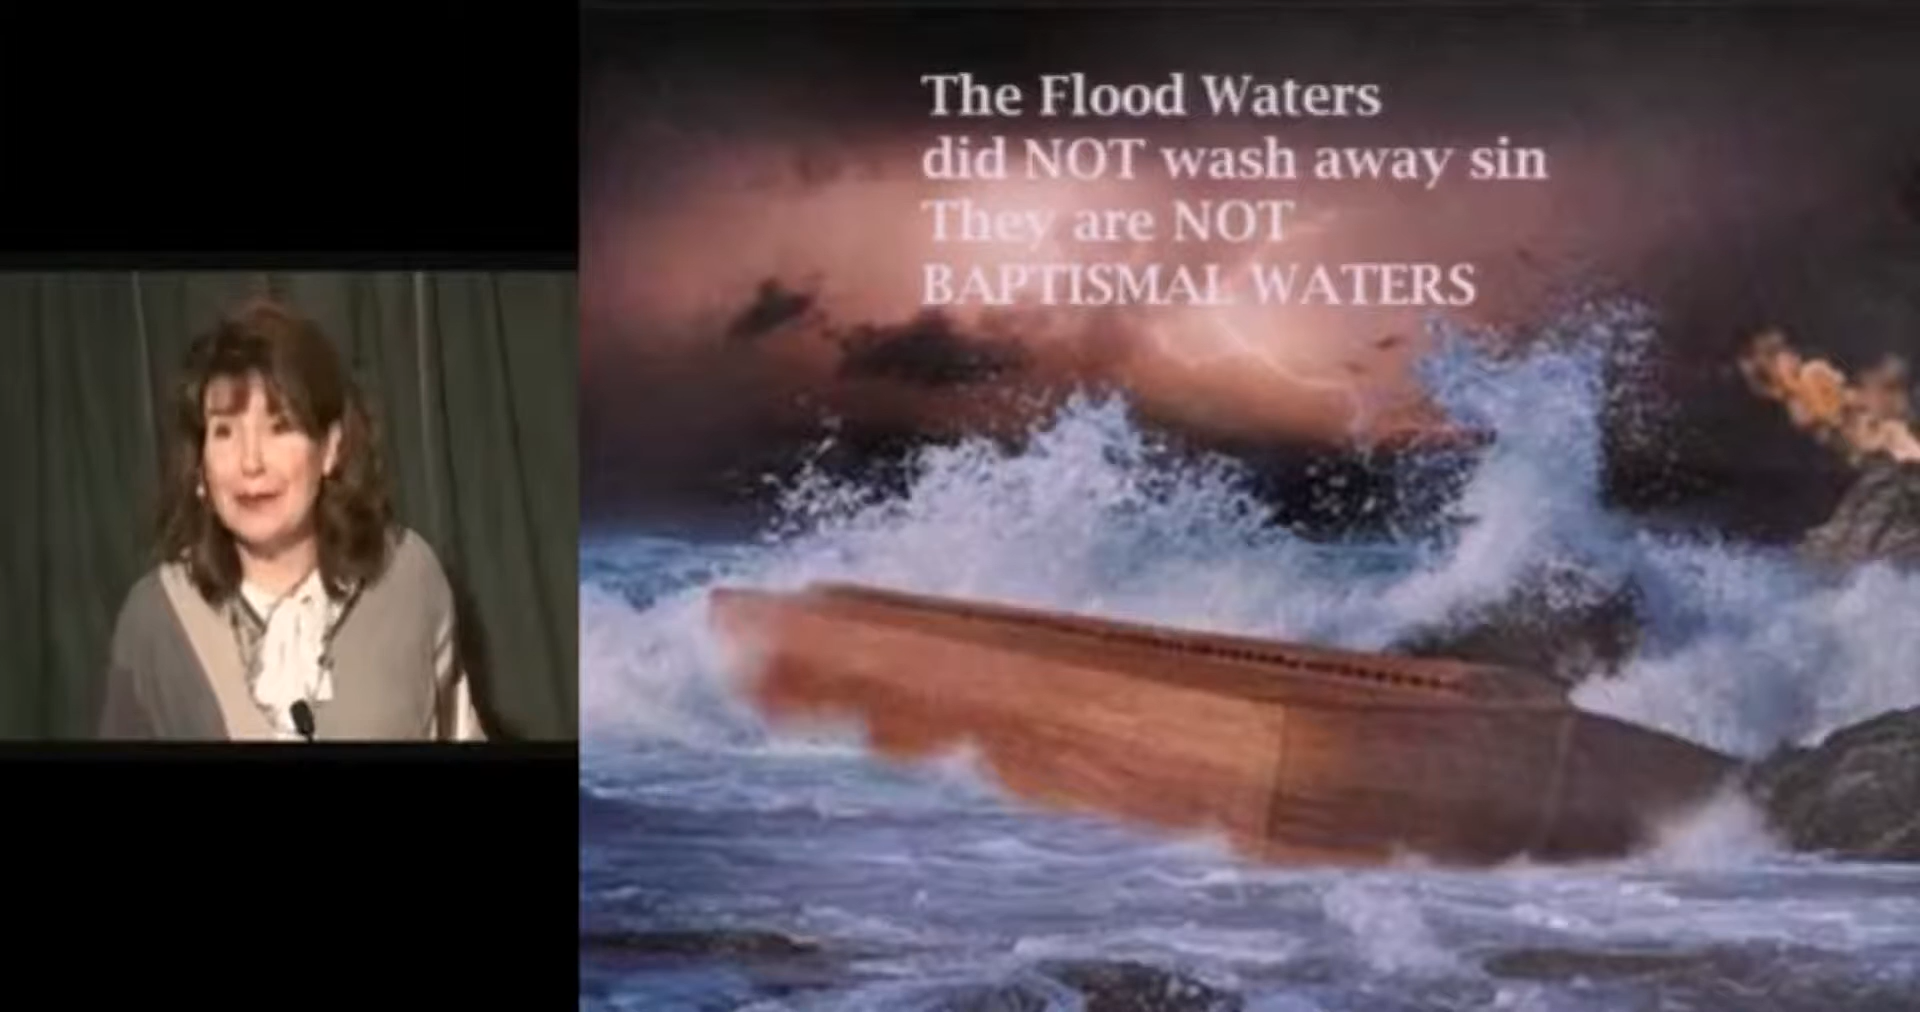 The Flood Waters
did NOT wash away sin
They are NOT
BAPTISMAL WATERS